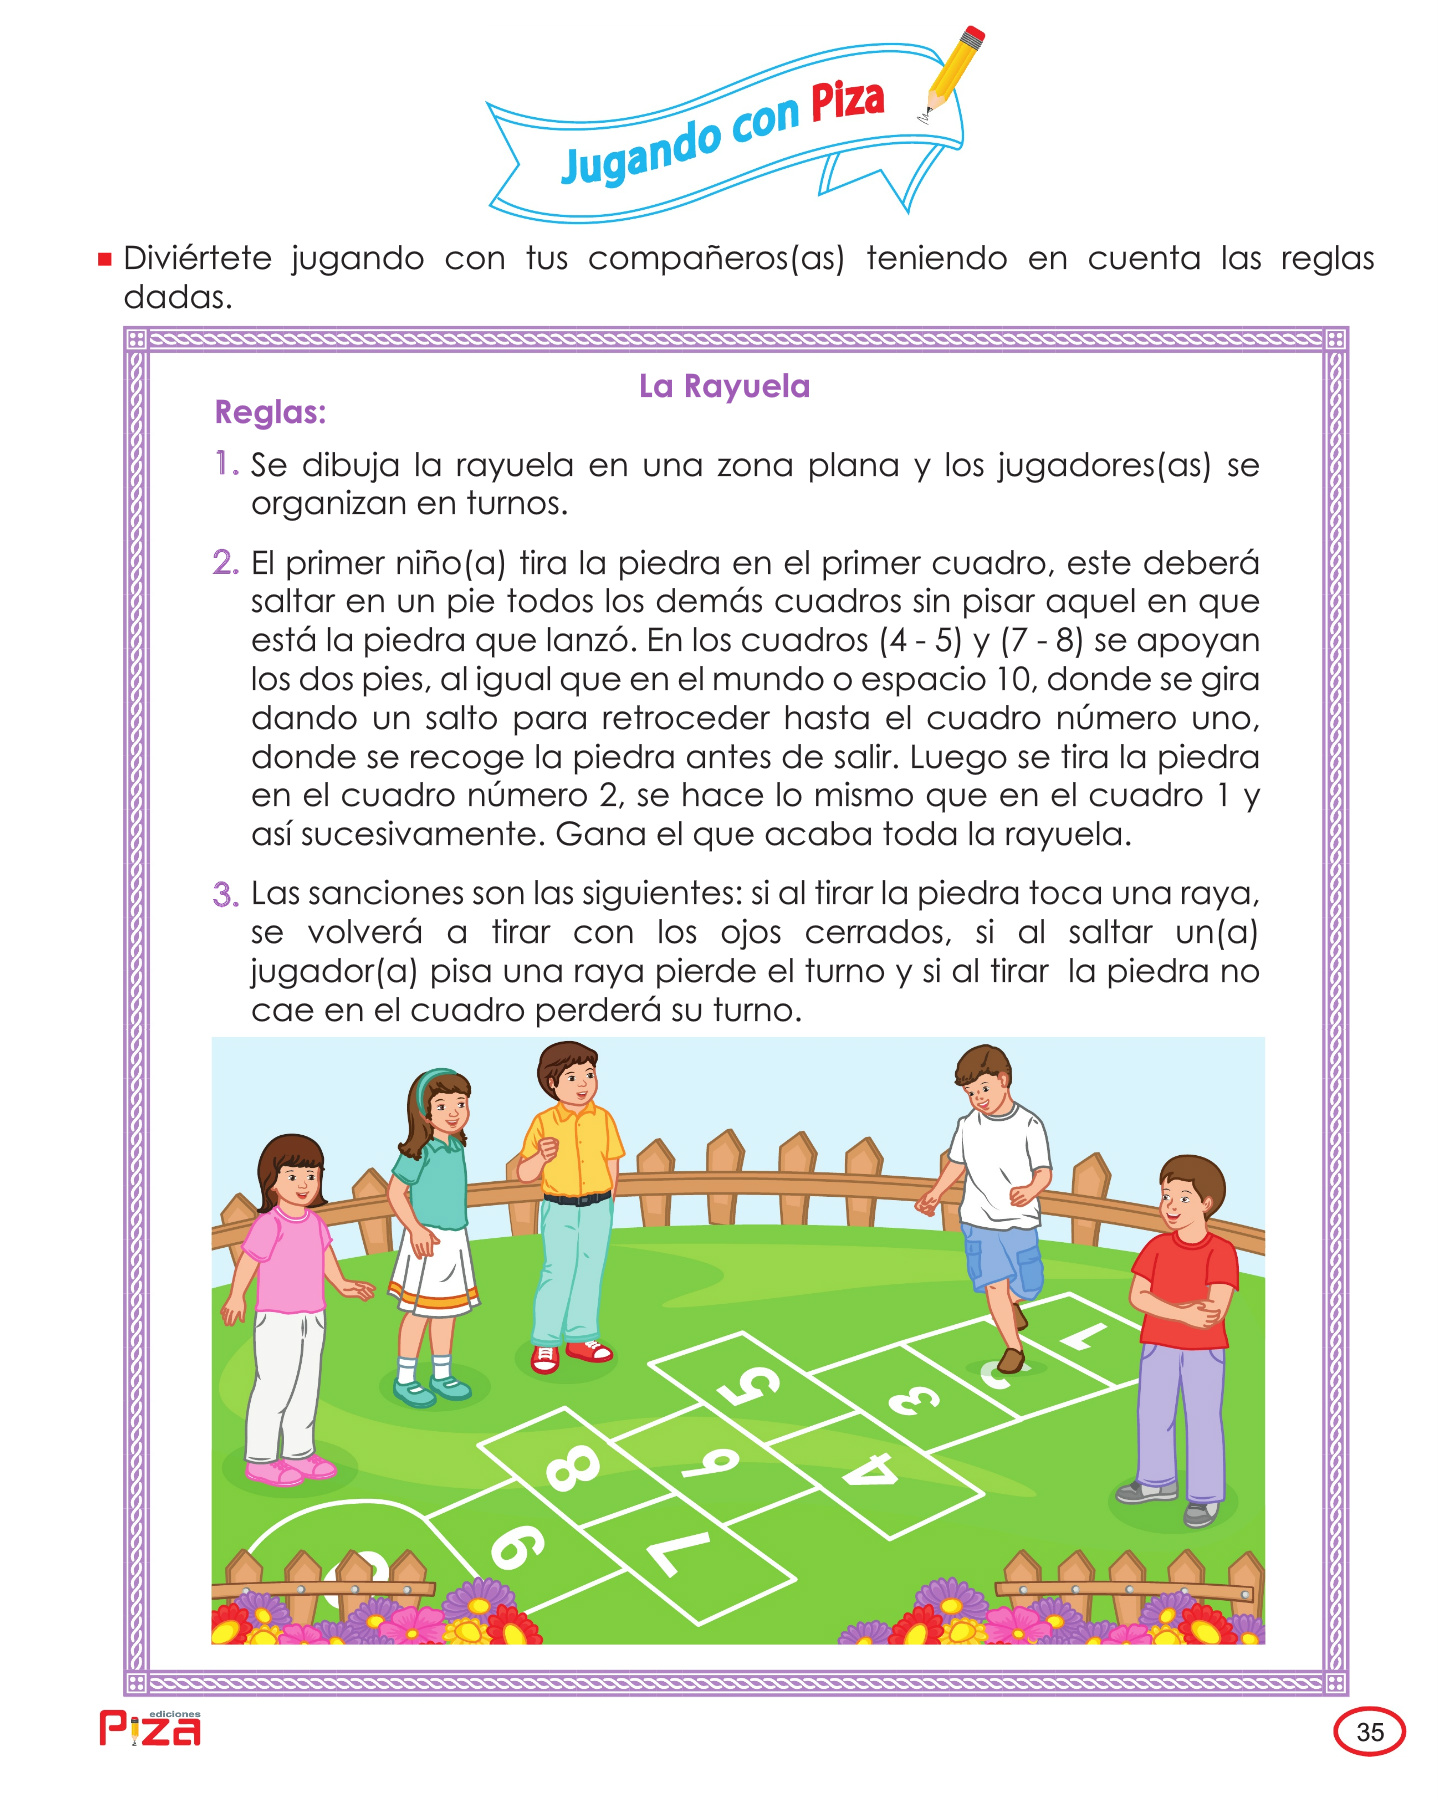 Jugando con Piza
Diviértete jugando con tus compañeros(as) teniendo en cuenta las reglas
dadas.
La Rayuela
Reglas:
1. Se dibuja la rayuela en una zona plana y los jugadores(as) se
organizan en turnos.
2. El primer niño(a) tira la piedra en el primer cuadro, este deberá
saltar en un pie todos los demás cuadros sin pisar aquel en que
está la piedra que lanzó. En los cuadros (4 - 5) y (7 - 8) se apoyan
los dos pies, al igual que en el mundo o espacio 10, donde se gira
dando un salto para retroceder hasta el cuadro número uno,
donde se recoge la piedra antes de salir. Luego se tira la piedra
en el cuadro número 2, se hace lo mismo que en el cuadro 1 y
así sucesivamente. Gana el que acaba toda la rayuela.
3. Las sanciones son las siguientes: si al tirar la piedra toca una raya,
se volverá a tirar con los ojos cerrados, si al saltar un(a)
jugador(a) pisa una raya pierde el turno y si al tirar la piedra no
cae en el cuadro perderá su turno.
1
2
3
5
4
6
8
7
9
ediciones
Piza
35